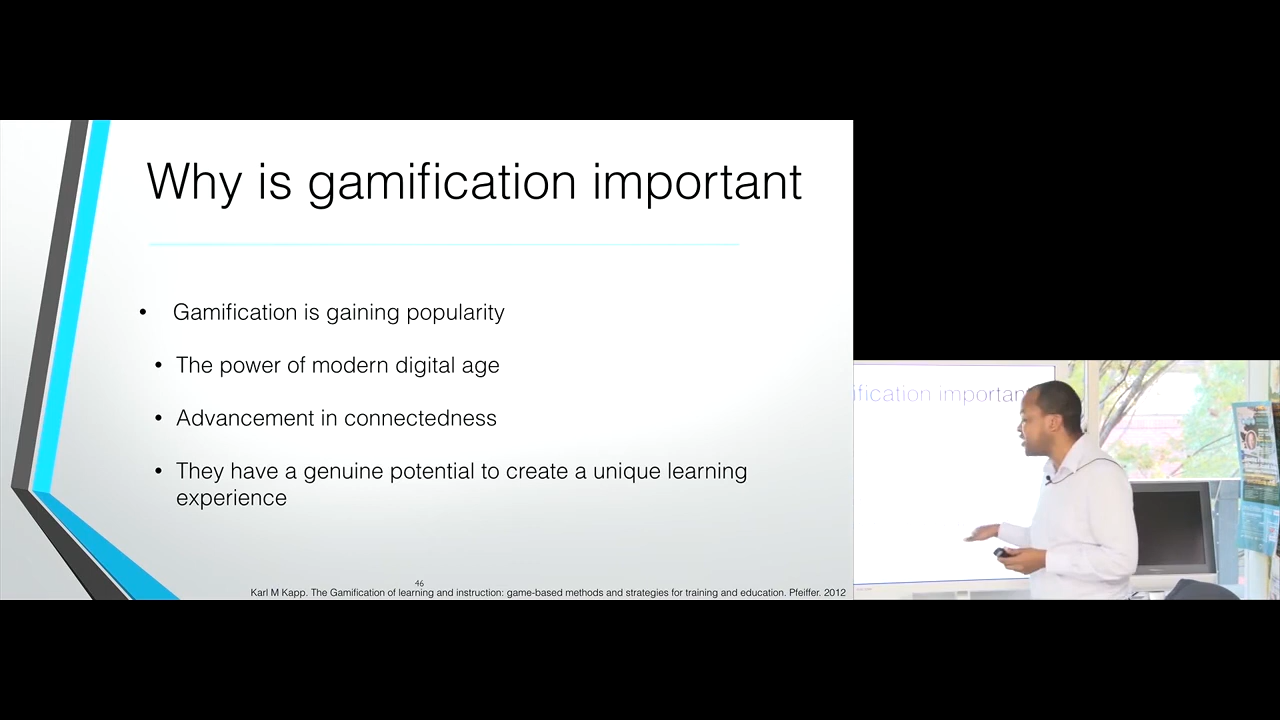 Why is gamification important
• Gamification is gaining popularity
• The power of modern digital age
• Advancement in connectedness
• They have a genuine potential to create a unique learning
experience
46
Karl M Kapp. The Gamification of learning and instruction: game-based methods and strategies for training and education. Pfeiffer. 2012
ification important